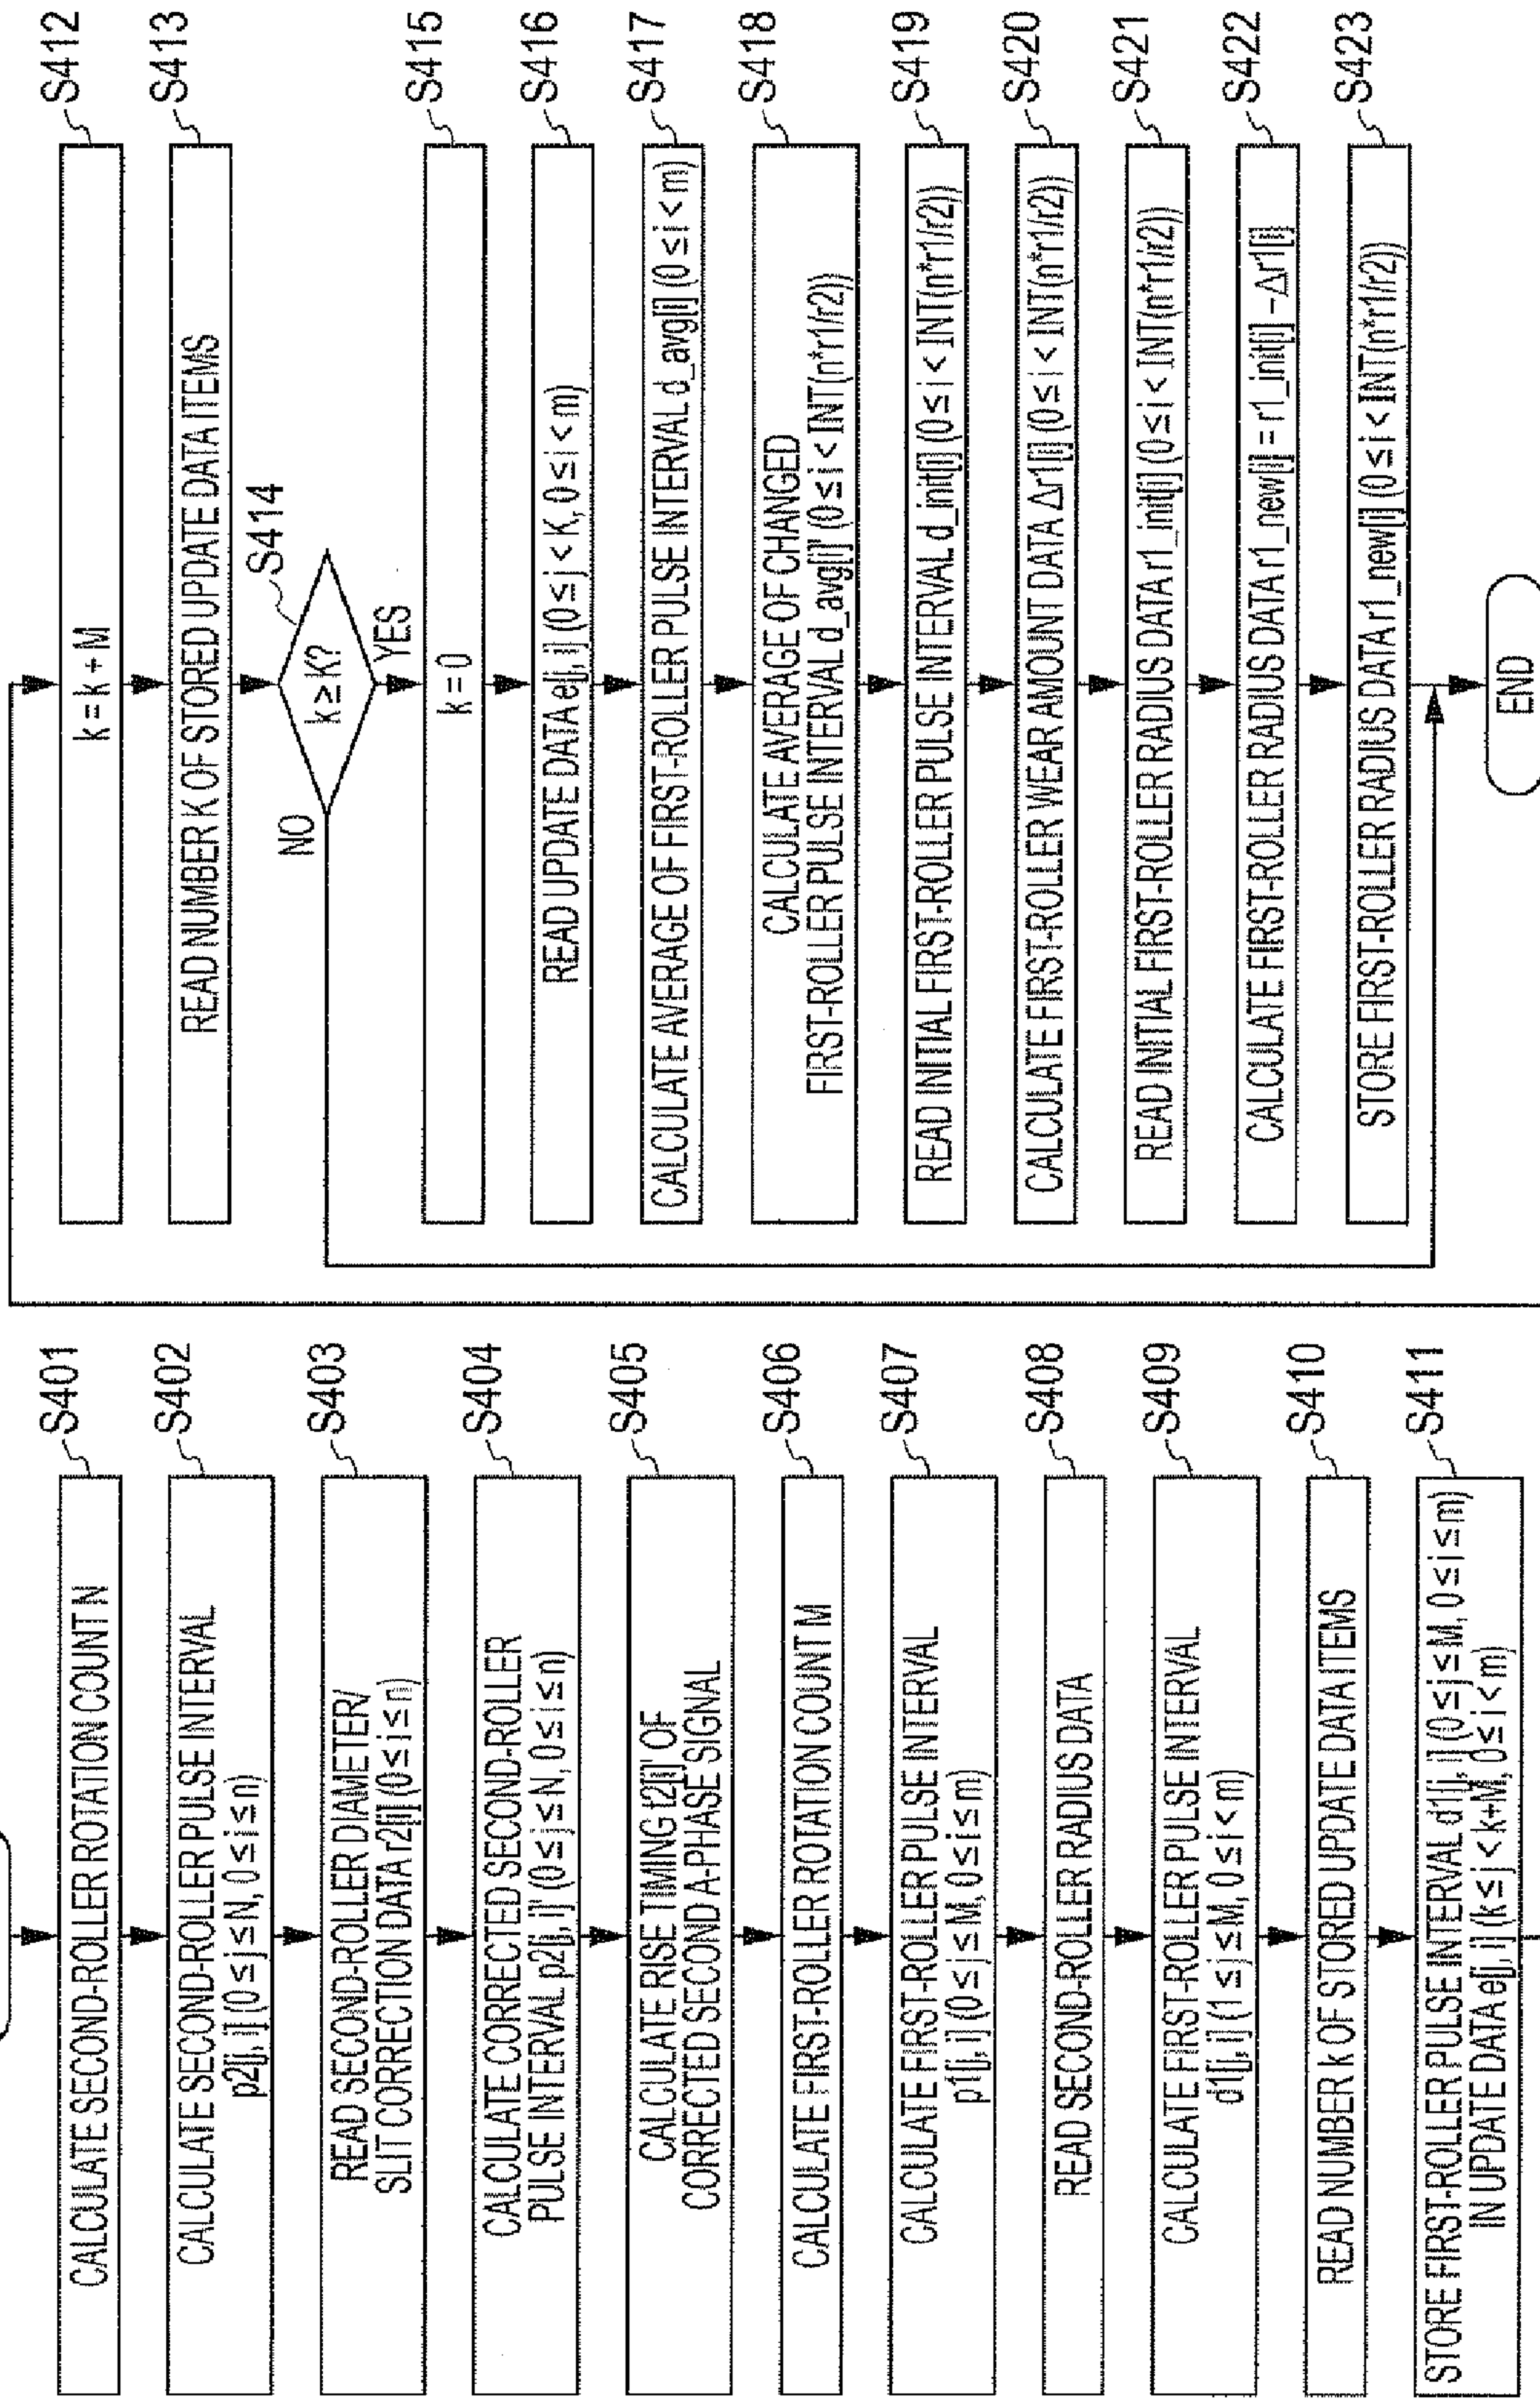 S401
CALCULATE SECOND-ROLLER ROTATION COUNT N
S402
CALCULATE SECOND-ROLLER PULSE INTERVAL
p2[j, i] (0 ≤ j ≤ N, 0 ≤ i ≤ n)
S403
READ SECOND-ROLLER DIAMETER/
SLIT CORRECTION DATA r2[i] (0 ≤ i ≤ n)
S404
CALCULATE CORRECTED SECOND-ROLLER
PULSE INTERVAL p2[j, i]' (0 ≤ j ≤ N, 0 ≤ i ≤ n)
S405
CALCULATE RISE TIMING t2[i]' OF
CORRECTED SECOND A-PHASE SIGNAL
S406
CALCULATE FIRST-ROLLER ROTATION COUNT M
S407
CALCULATE FIRST-ROLLER PULSE INTERVAL
p1[j, i] (0 ≤ j ≤ M, 0 ≤ i ≤ m)
S408
READ SECOND-ROLLER RADIUS DATA
S409
CALCULATE FIRST-ROLLER PULSE INTERVAL
d1[j, i] (1 ≤ j ≤ M, 0 ≤ i < m)
S410
READ NUMBER k OF STORED UPDATE DATA ITEMS
S411
STORE FIRST-ROLLER PULSE INTERVAL d1[j, i] (0 ≤ j ≤ M, 0 ≤ i ≤ m)
IN UPDATE DATA e[j, i] (k ≤ j < k+M, 0 ≤ i < m)
S412
k = k + M
S413
READ NUMBER K OF STORED UPDATE DATA ITEMS
S414
k ≥ K?
NO
YES
S415
k = 0
S416
READ UPDATE DATA e[j, i] (0 ≤ j < K, 0 ≤ i < m)
S417
CALCULATE AVERAGE OF FIRST-ROLLER PULSE INTERVAL d_avg[i] (0 ≤ i < m)
S418
CALCULATE AVERAGE OF CHANGED
FIRST-ROLLER PULSE INTERVAL d_avg[i]' (0 ≤ i < INT(n*r1/r2))
S419
READ INITIAL FIRST-ROLLER PULSE INTERVAL d_init[i] (0 ≤ i < INT(n*r1/r2))
S420
CALCULATE FIRST-ROLLER WEAR AMOUNT DATA Δr1[i] (0 ≤ i < INT(n*r1/r2))
S421
READ INITIAL FIRST-ROLLER RADIUS DATA r1_init[i] (0 ≤ i < INT(n*r1/r2))
S422
CALCULATE FIRST-ROLLER RADIUS DATA r1_new[i] = r1_init[i] – Δr1[i]
S423
STORE FIRST-ROLLER RADIUS DATA r1_new[i] (0 ≤ i < INT(n*r1/r2))
END